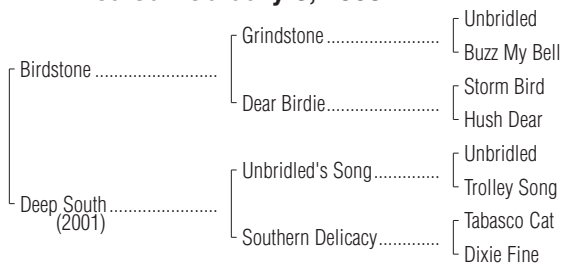 Unbridled
Grindstone ........................
Buzz My Bell
Birdstone ..........................
Storm Bird
Dear Birdie........................
Hush Dear
Unbridled
Unbridled's Song..............
Trolley Song
Deep South.......................
(2001)
Tabasco Cat
Southern Delicacy.............
Dixie Fine